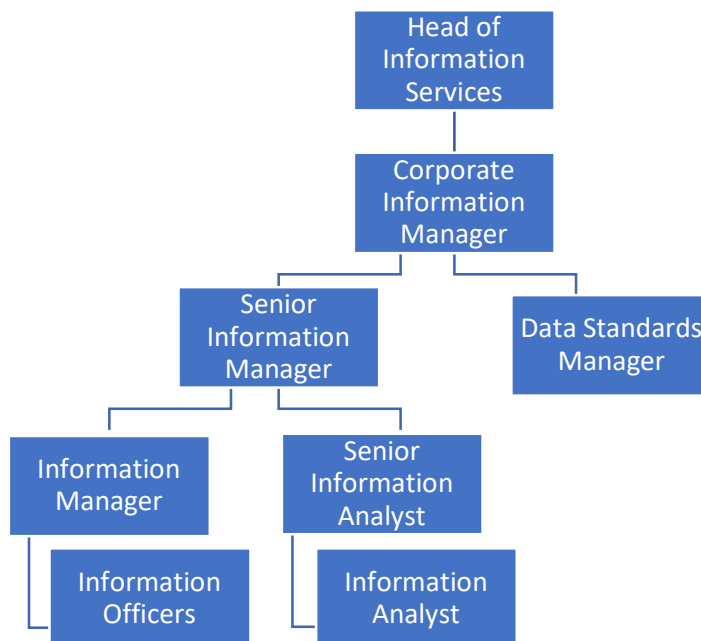 Head of
Information
Services
Corporate
Information
Manager
Senior
Information
Manager
Data Standards
Manager
Information
Manager
Senior
Information
Analyst
Information
Officers
Information
Analyst